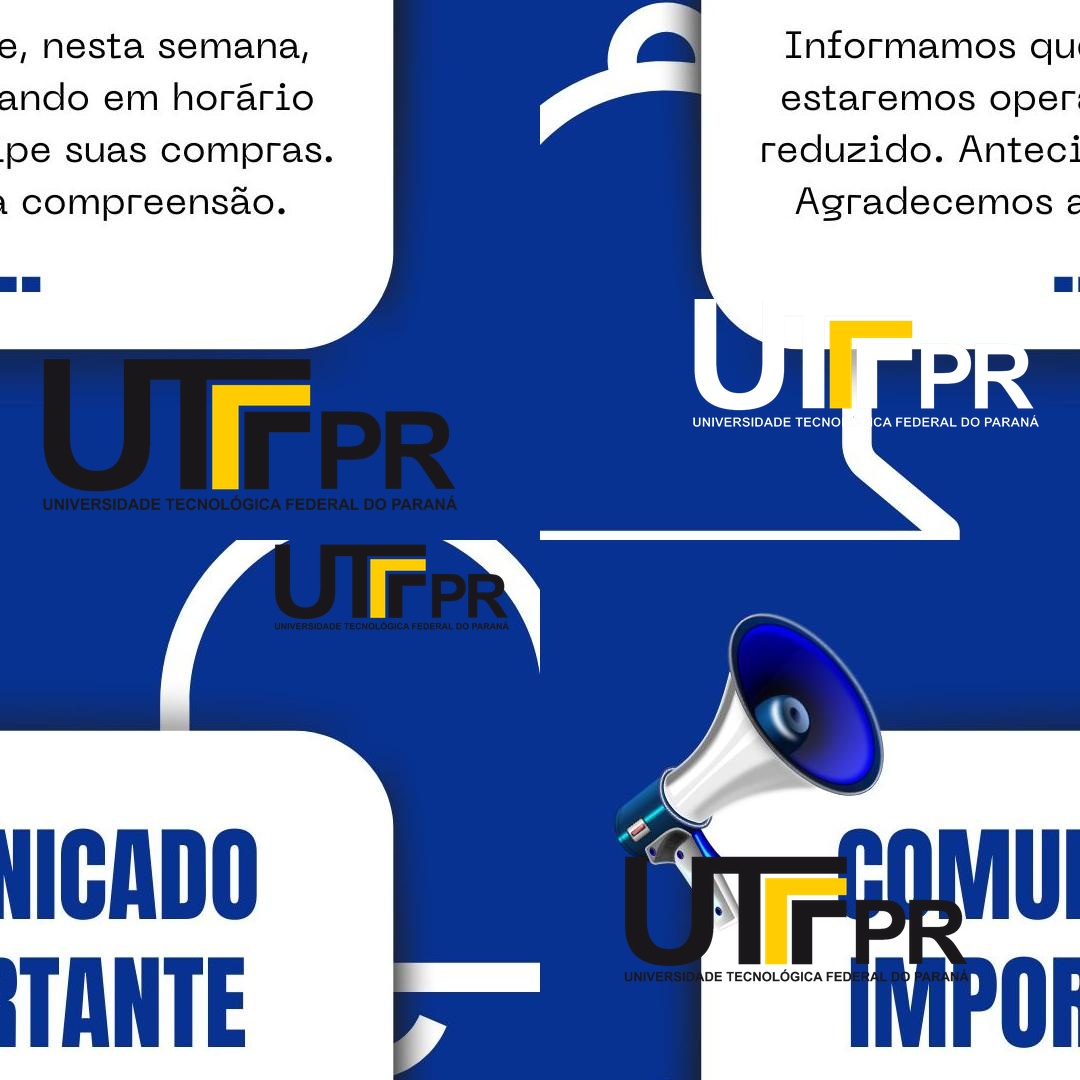 e, nesta semana,
ando em horário
ipe suas compras.
a compreensão.
UTFPR
UNIVERSIDADE TECNOLÓGICA FEDERAL DO PARANÁ
Informamos que
estaremos opera
reduzido. Anteci
Agradecemos a
UTFPR
UNIVERSIDADE TECNOLÓGICA FEDERAL DO PARANÁ
UTFPR
UNIVERSIDADE TECNOLÓGICA FEDERAL DO PARANÁ
NICADO
RTANTE
COMUN
IMPOR
UTFPR
UNIVERSIDADE TECNOLÓGICA FEDERAL DO PARANÁ